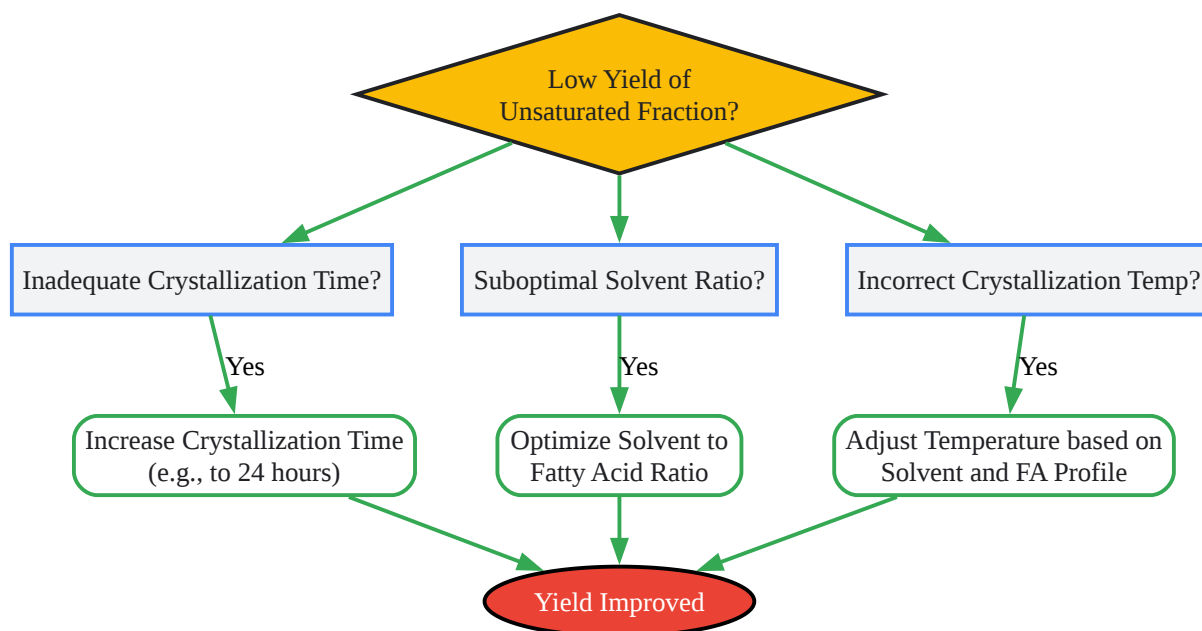 Low Yield of
Unsaturated Fraction?
Inadequate Crystallization Time?
Suboptimal Solvent Ratio?
Incorrect Crystallization Temp?
Yes
Yes
Yes
Increase Crystallization Time
(e.g., to 24 hours)
Optimize Solvent to
Fatty Acid Ratio
Adjust Temperature based on
Solvent and FA Profile
Yield Improved